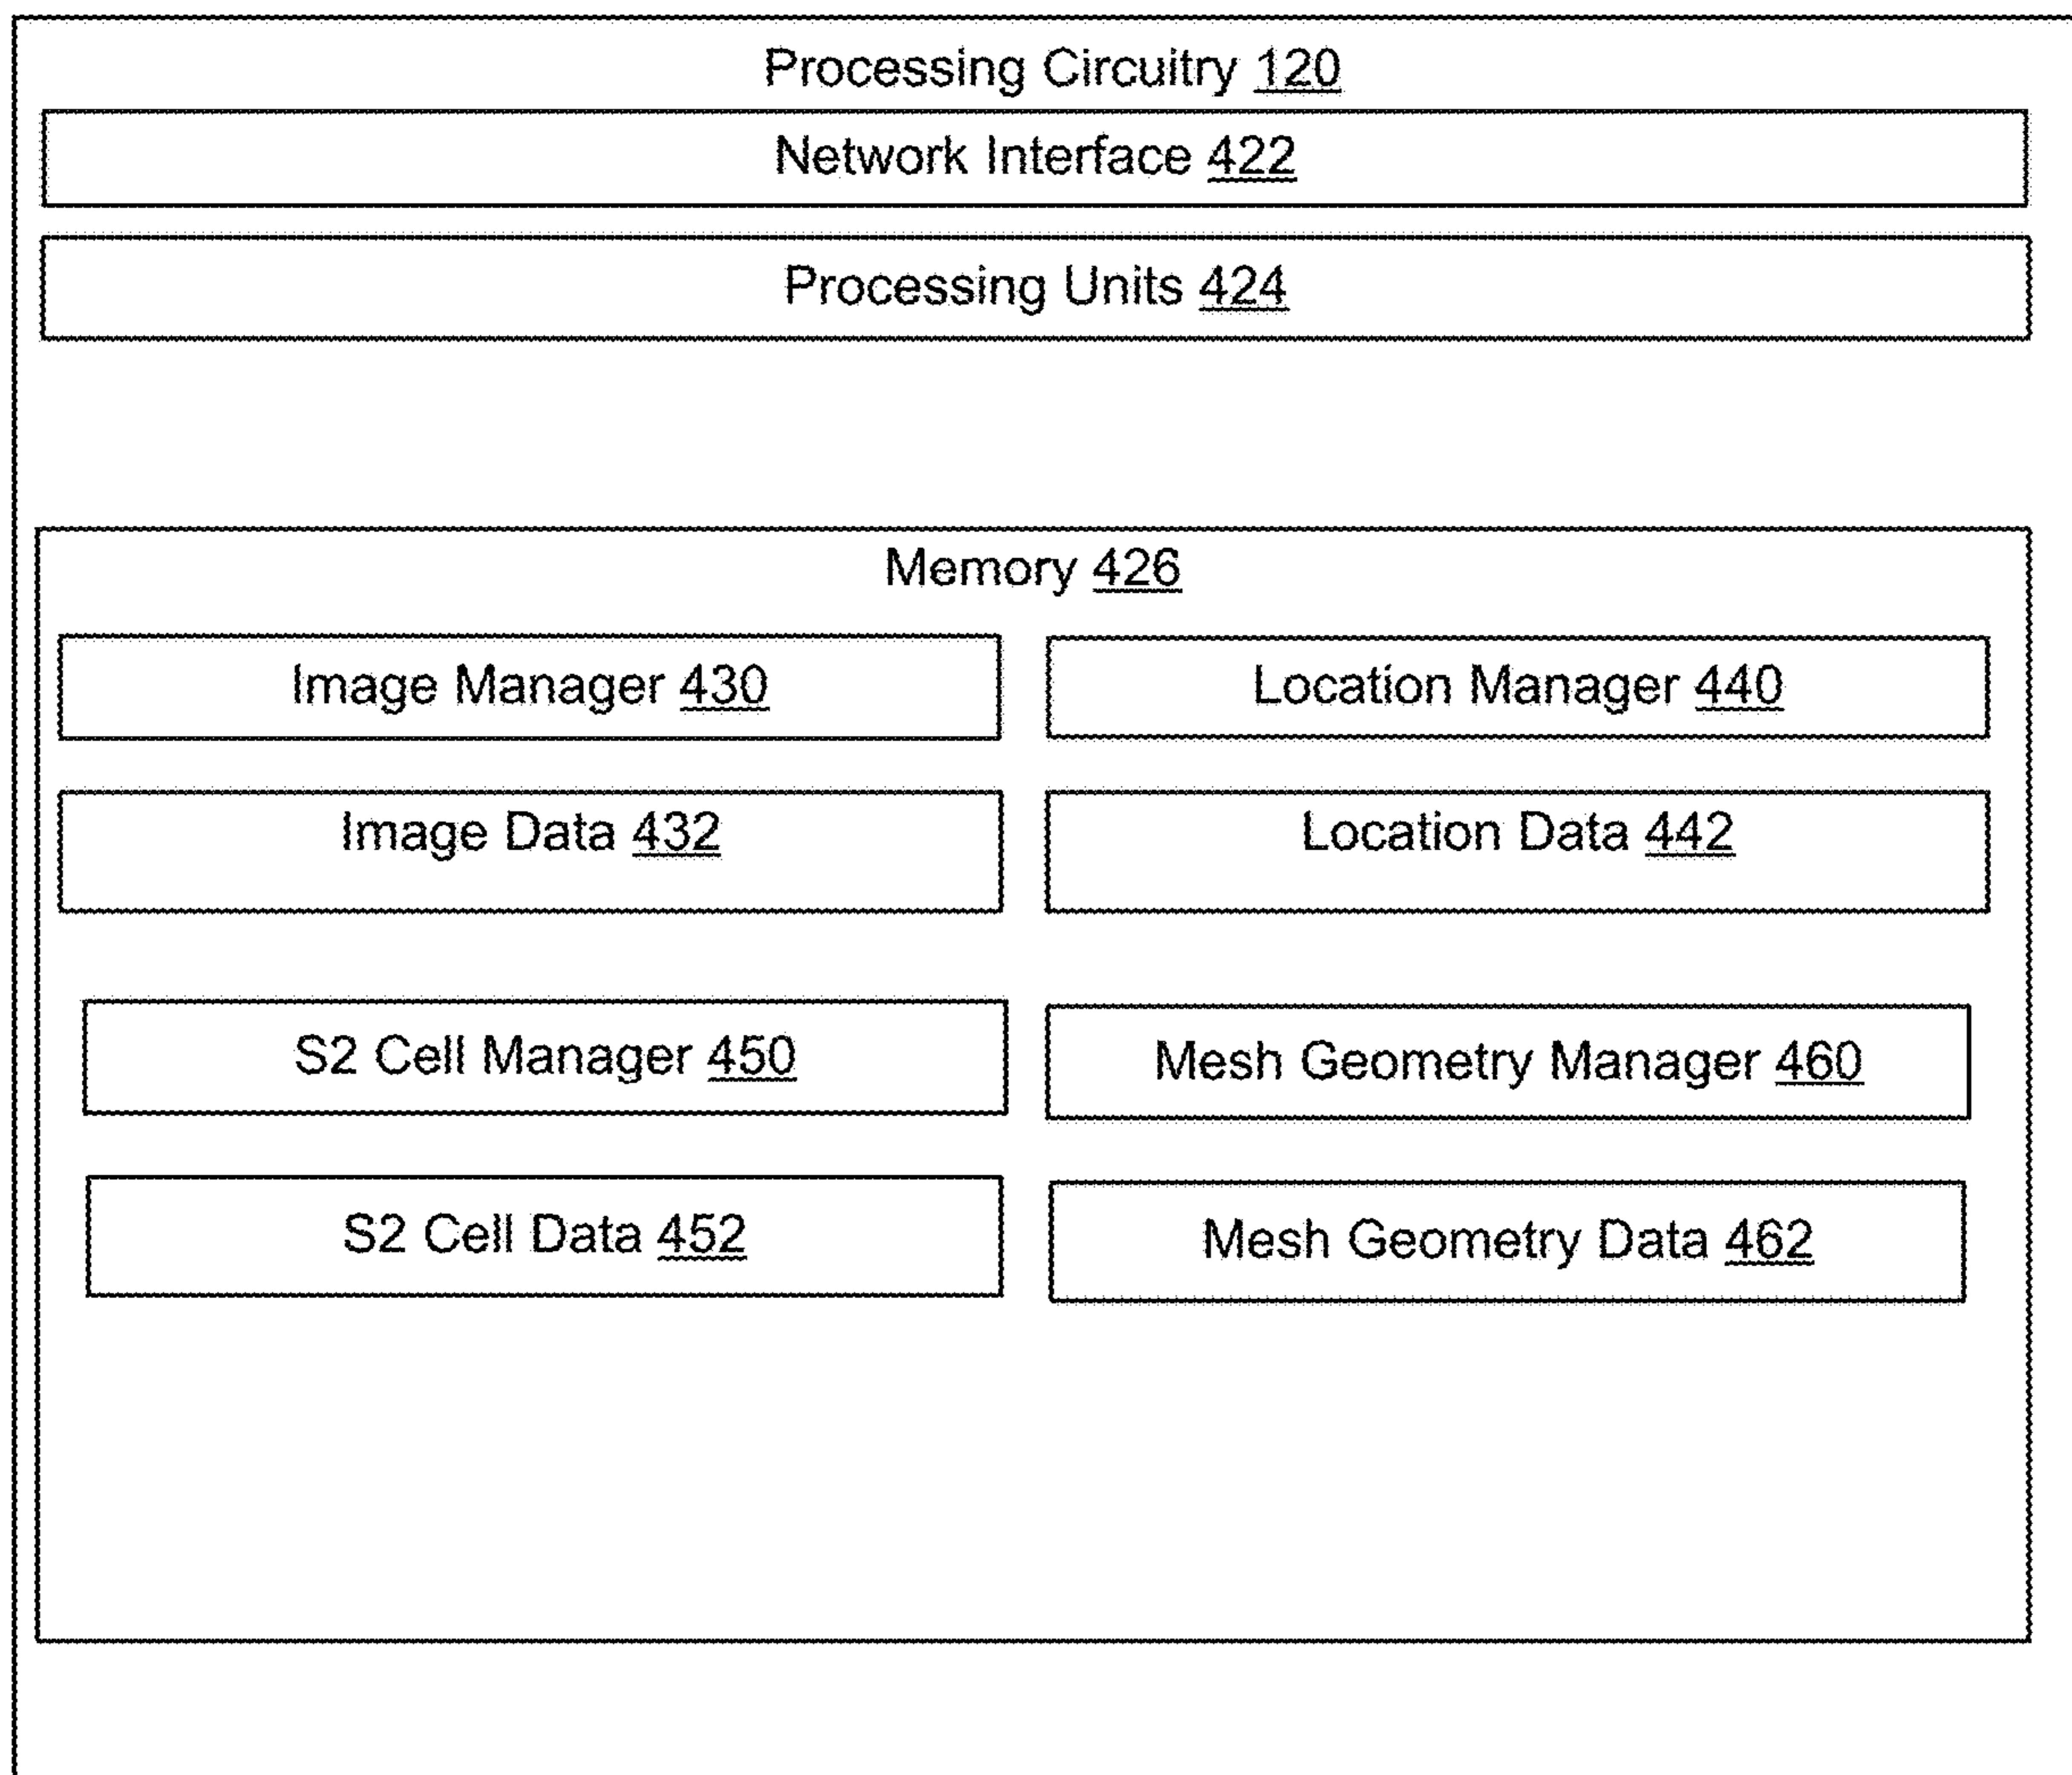 Processing Circuitry 120
Network Interface 422
Processing Units 424
Memory 426
Image Manager 430
Location Manager 440
Image Data 432
Location Data 442
S2 Cell Manager 450
Mesh Geometry Manager 460
S2 Cell Data 452
Mesh Geometry Data 462